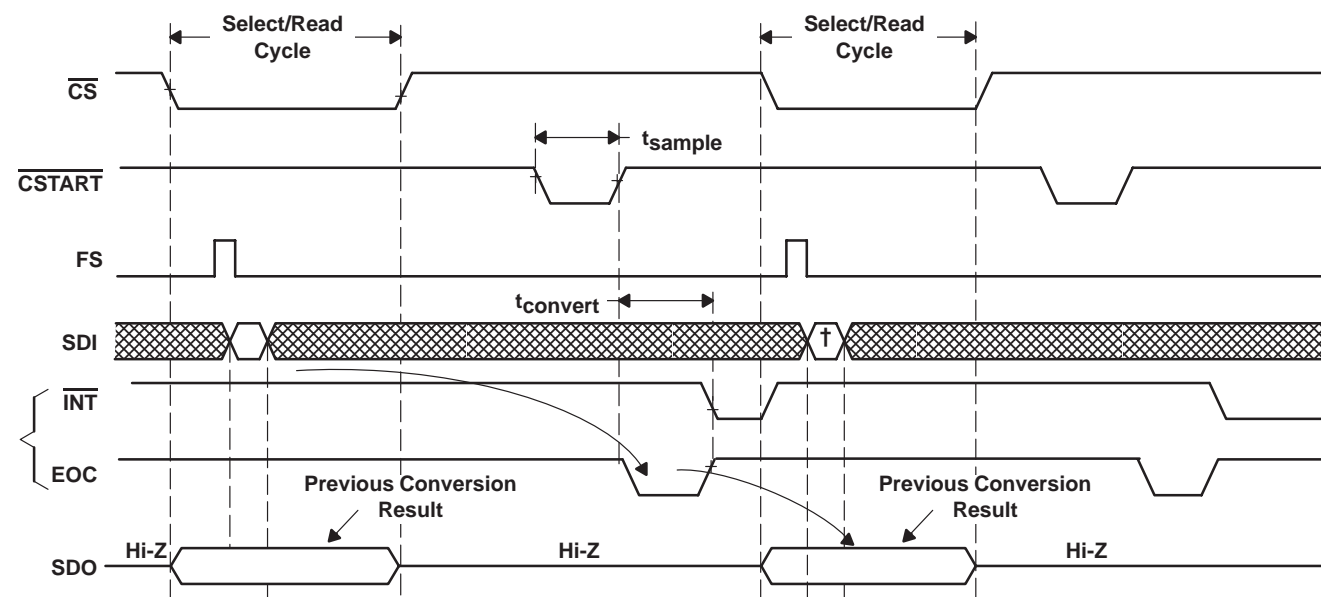 Select/Read
Cycle
Select/Read
Cycle
CS
tsample
CSTART
FS
tconvert
SDI
†
INT
EOC
Previous Conversion
Result
Previous Conversion
Result
Hi-Z
Hi-Z
Hi-Z
SDO